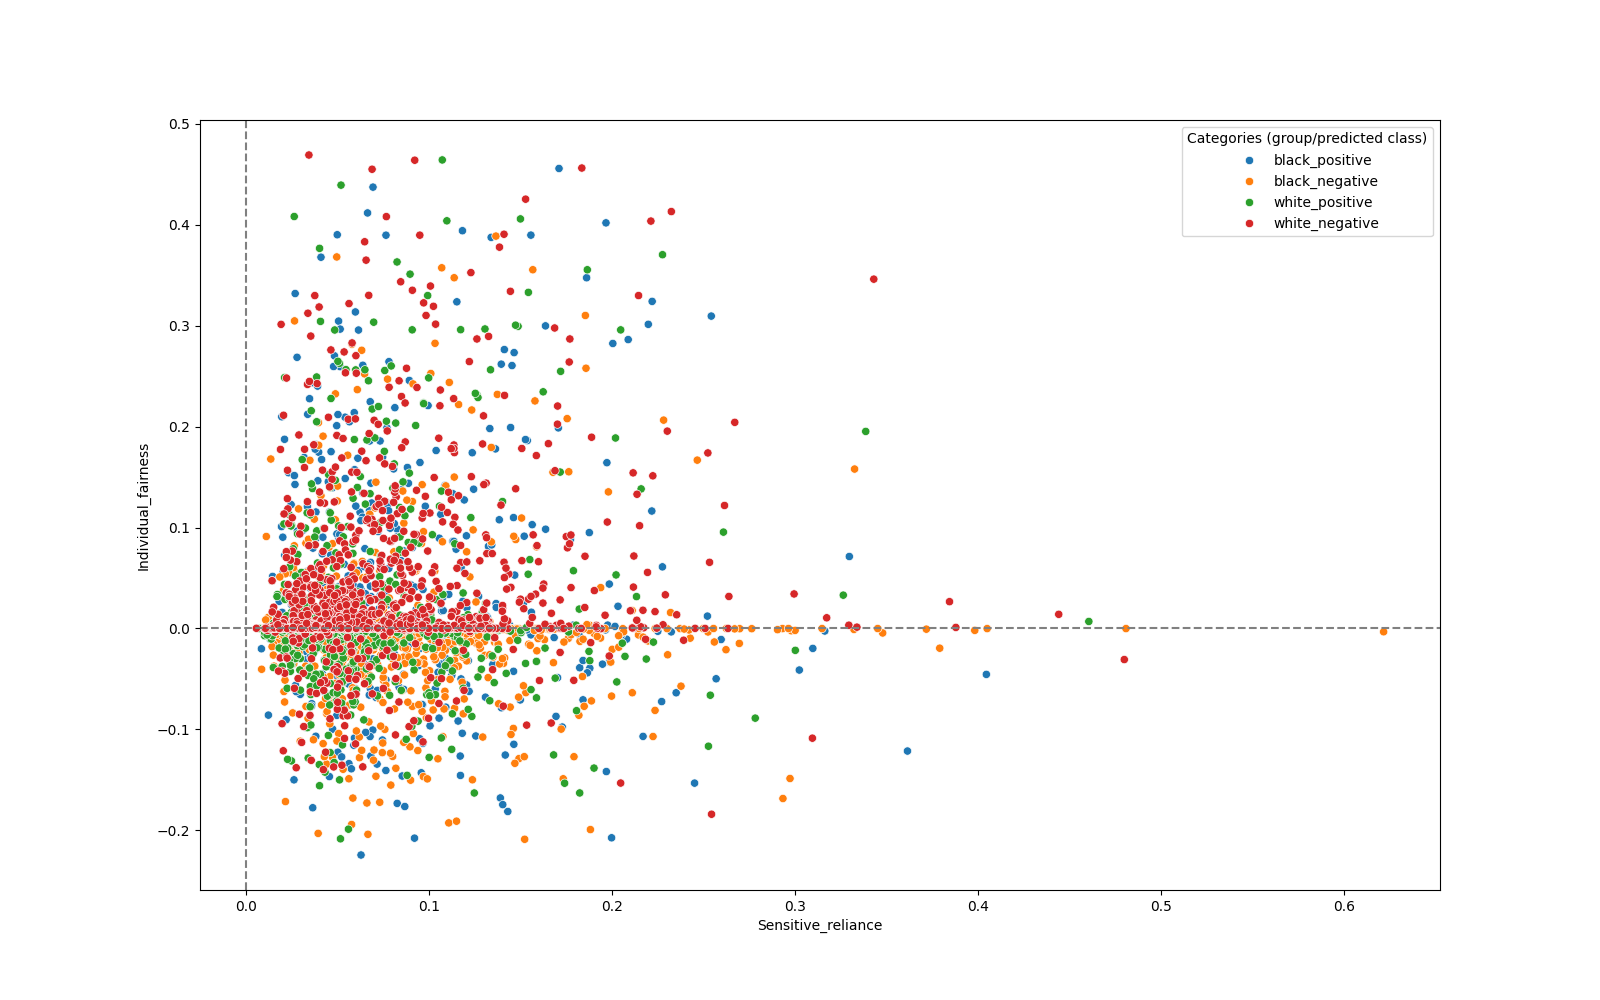 Categories (group/predicted class)
black_positive
black_negative
white_positive
white_negative
0.5
0.4
0.3
0.2
0.1
0.0
−0.1
−0.2
Individual_fairness
0.0 0.1 0.2 0.3 0.4 0.5 0.6
Sensitive_reliance